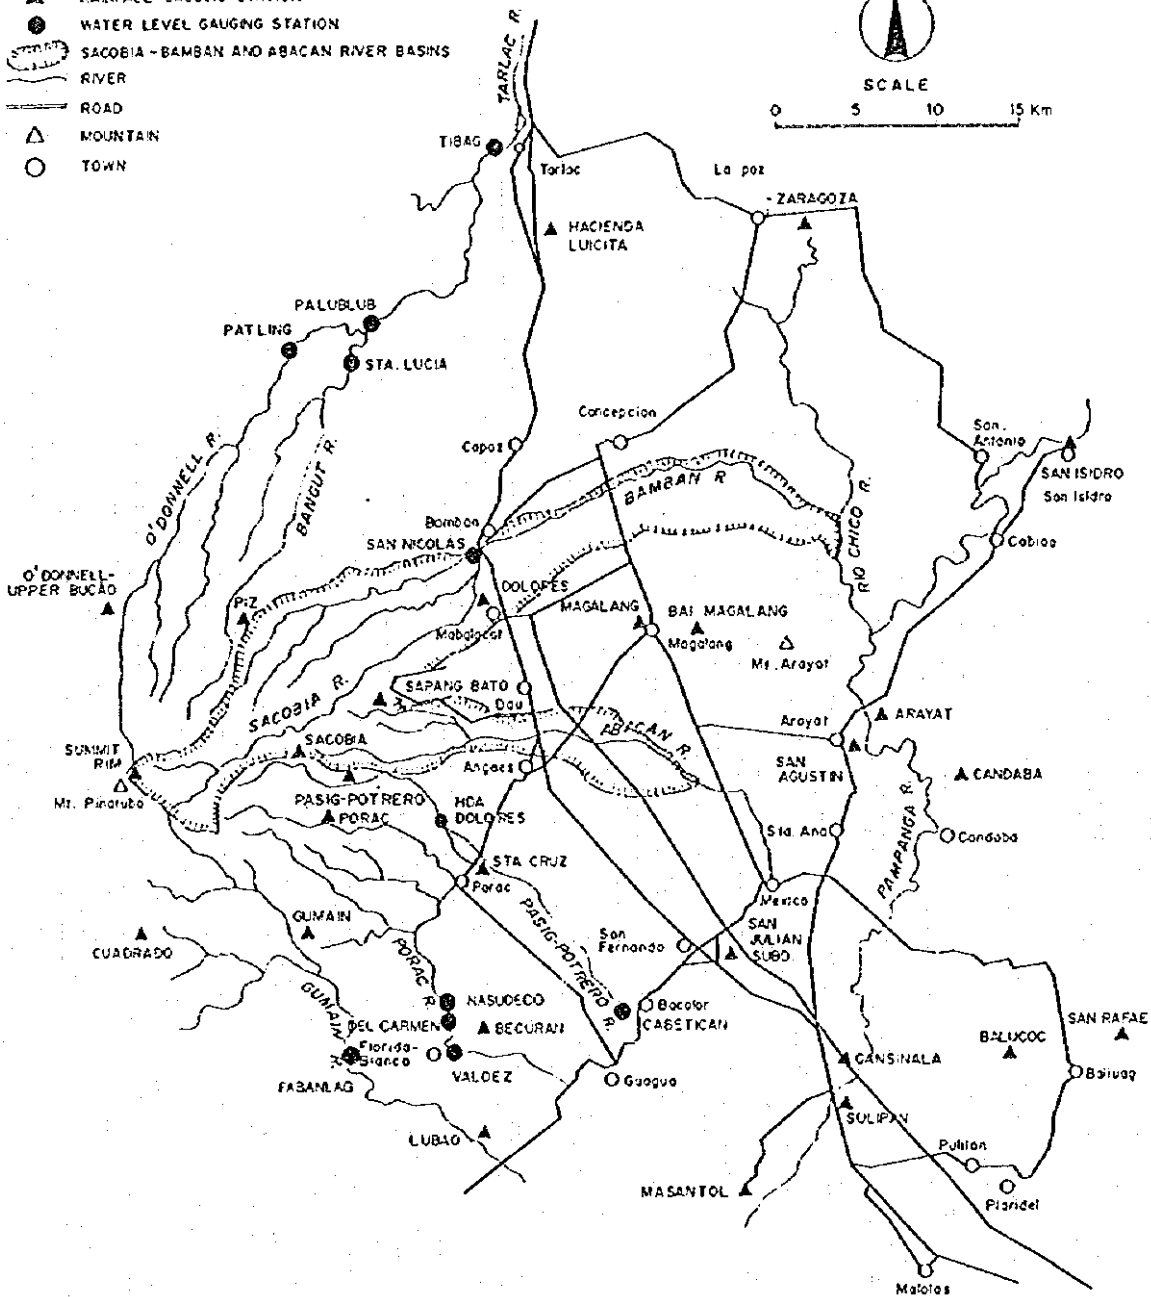 WATER LEVEL GAUGING STATION
SACOBIA-BAMBAN AND ABACAN RIVER BASINS
RIVER
ROAD
MOUNTAIN
TOWN
SCALE
0 5 10 15 Km
TARLAC R.
TIBAG
Tarlac
La paz
ZARAGOZA
HACIENDA
LUICITA
PALUBLUB
PATLING
STA. LUCIA
Concepcion
Capaz
San.
Antonio
SAN ISIDRO
San Isidro
O'DONNELL R.
BANGUT R.
BAMBAN R
RIO CHICO R.
Bamban
SAN NICOLAS
Cabiao
O'DONNELL-
UPPER BUCAO
PIZ
DOLORES
Mabalacat
MAGALANG
BAI MAGALANG
Magalang
Mt. Arayat
SACOBIA R.
SAPANG BATO
Dau
ABACAN R.
Arayat
ARAYAT
SUMMIT
RIM
SACOBIA
Angles
SAN
AGUSTIN
CANDABA
Mt. Pinatubo
PASIG-POTRERO
PORAC
HDA
DOLORES
Sta. Ana
Candaba
PAMPANGA R.
STA CRUZ
Porac
Mexico
GUMAIN
CUADRADO
PORAC R.
PASIG-POTRERO R.
San
Fernando
SAN
JULIAN
SUBD.
GUMAIN R.
NASUDECO
Bacolor
CABETICAN
DEL CARMEN
BECURAN
Florida-
Blanca
VALDEZ
SAN RAFAE
BALUCOC
CANSINALA
Baliuag
FABANLAG
Guagua
SULIPAN
LUBAO
Pulilan
MASANTOL
Plaridel
Malolos